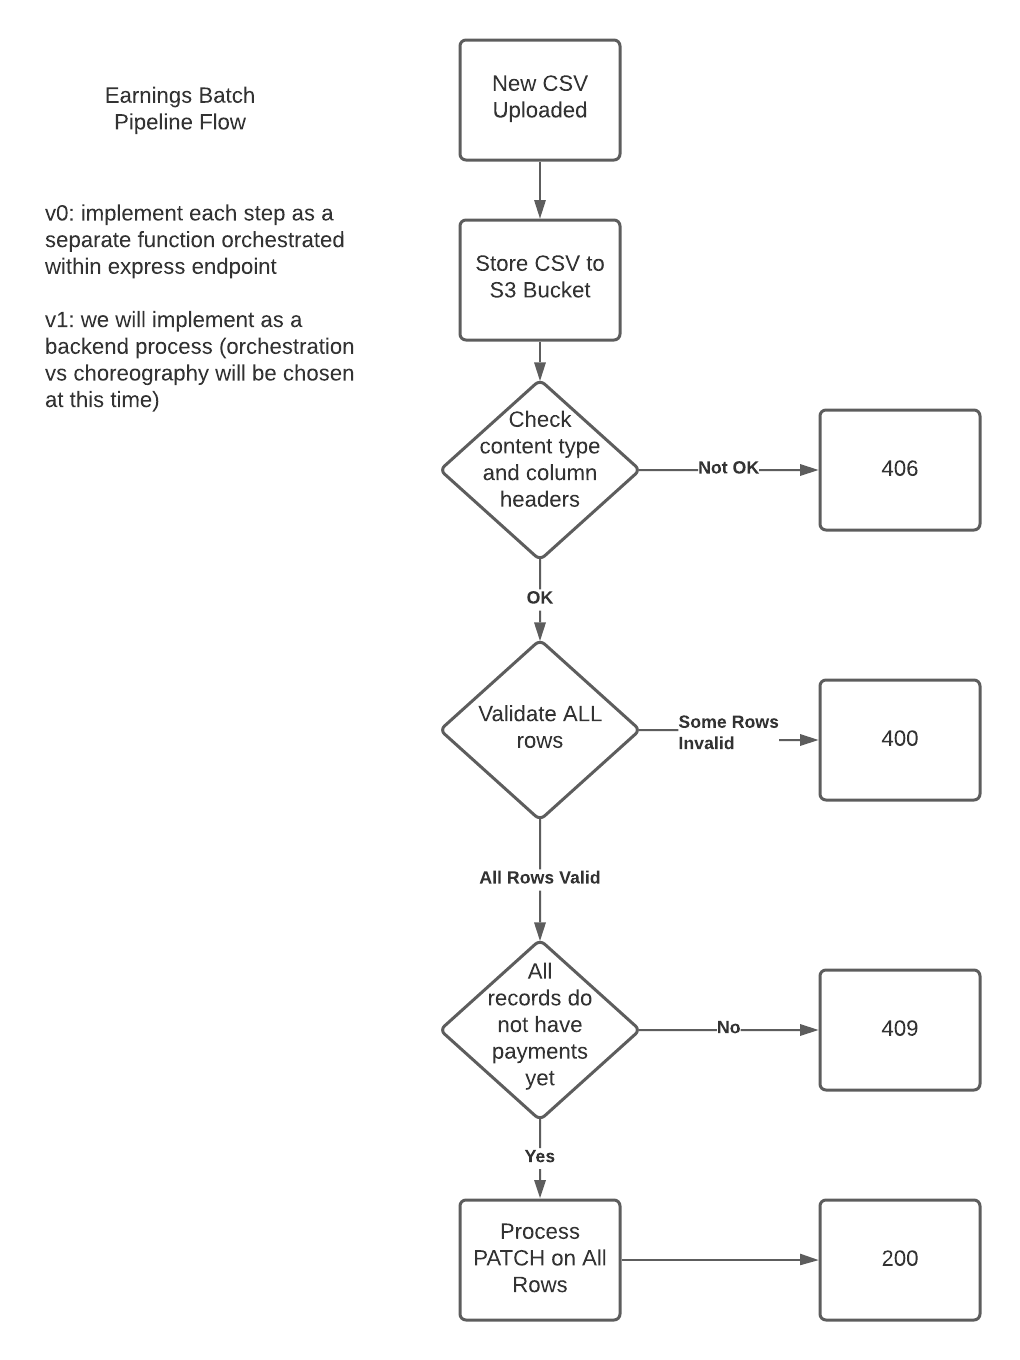 Earnings Batch
Pipeline Flow
v0: implement each step as a
separate function orchestrated
within express endpoint
v1: we will implement as a
backend process (orchestration
vs choreography will be chosen
at this time)
New CSV
Uploaded
Store CSV to
S3 Bucket
Check
content type
and column
headers
Not OK
406
OK
Validate ALL
rows
Some Rows
Invalid
400
All Rows Valid
All
records do
not have
payments
yet
No
409
Yes
Process
PATCH on All
Rows
200